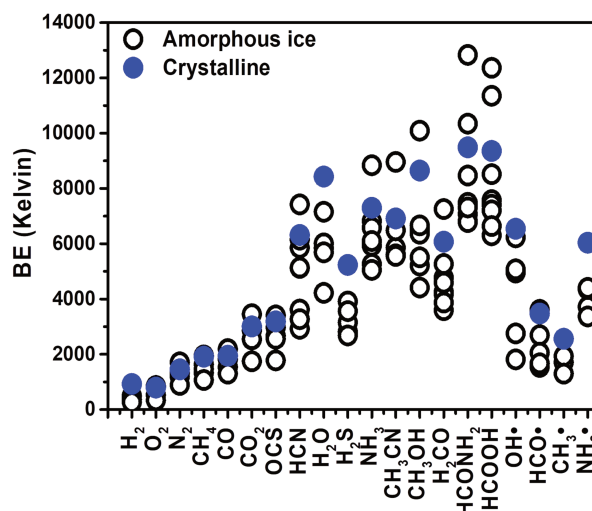 14000
12000
10000
8000
6000
4000
2000
0
BE (Kelvin)
Amorphous ice
Crystalline
H2
O2
N2
CH4
CO
CO2
OCS
HCN
H2O
H2S
NH3
CH3CN
CH3OH
H2CO
HCONH2
HCOOH
OH•
HCO•
CH3•
NH2•